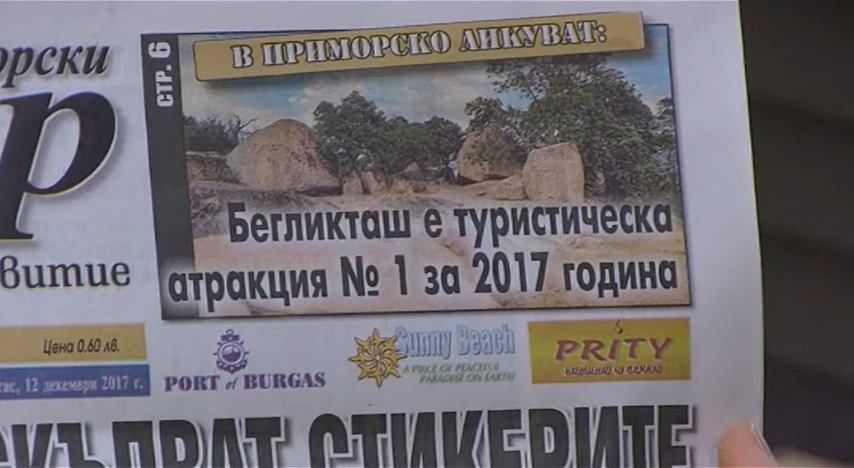 В ПРИМОРСКО ЛИКУВАТ:
СТР. 6
орски
р
Бегликташ е туристическа
атракция № 1 за 2017 година
витие
Цена 0.60 лв.
гас, 12 декември 2017 г.
PORT of BURGAS
Sunny Beach
A PIECE OF PEACEFUL
PARADISE ON EARTH
PRITY
СТИКЕРИТЕ